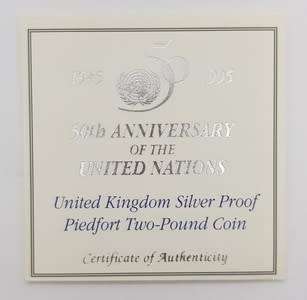 1945 50 1995
50th ANNIVERSARY
OF THE
UNITED NATIONS
United Kingdom Silver Proof
Piedfort Two-Pound Coin
Certificate of Authenticity